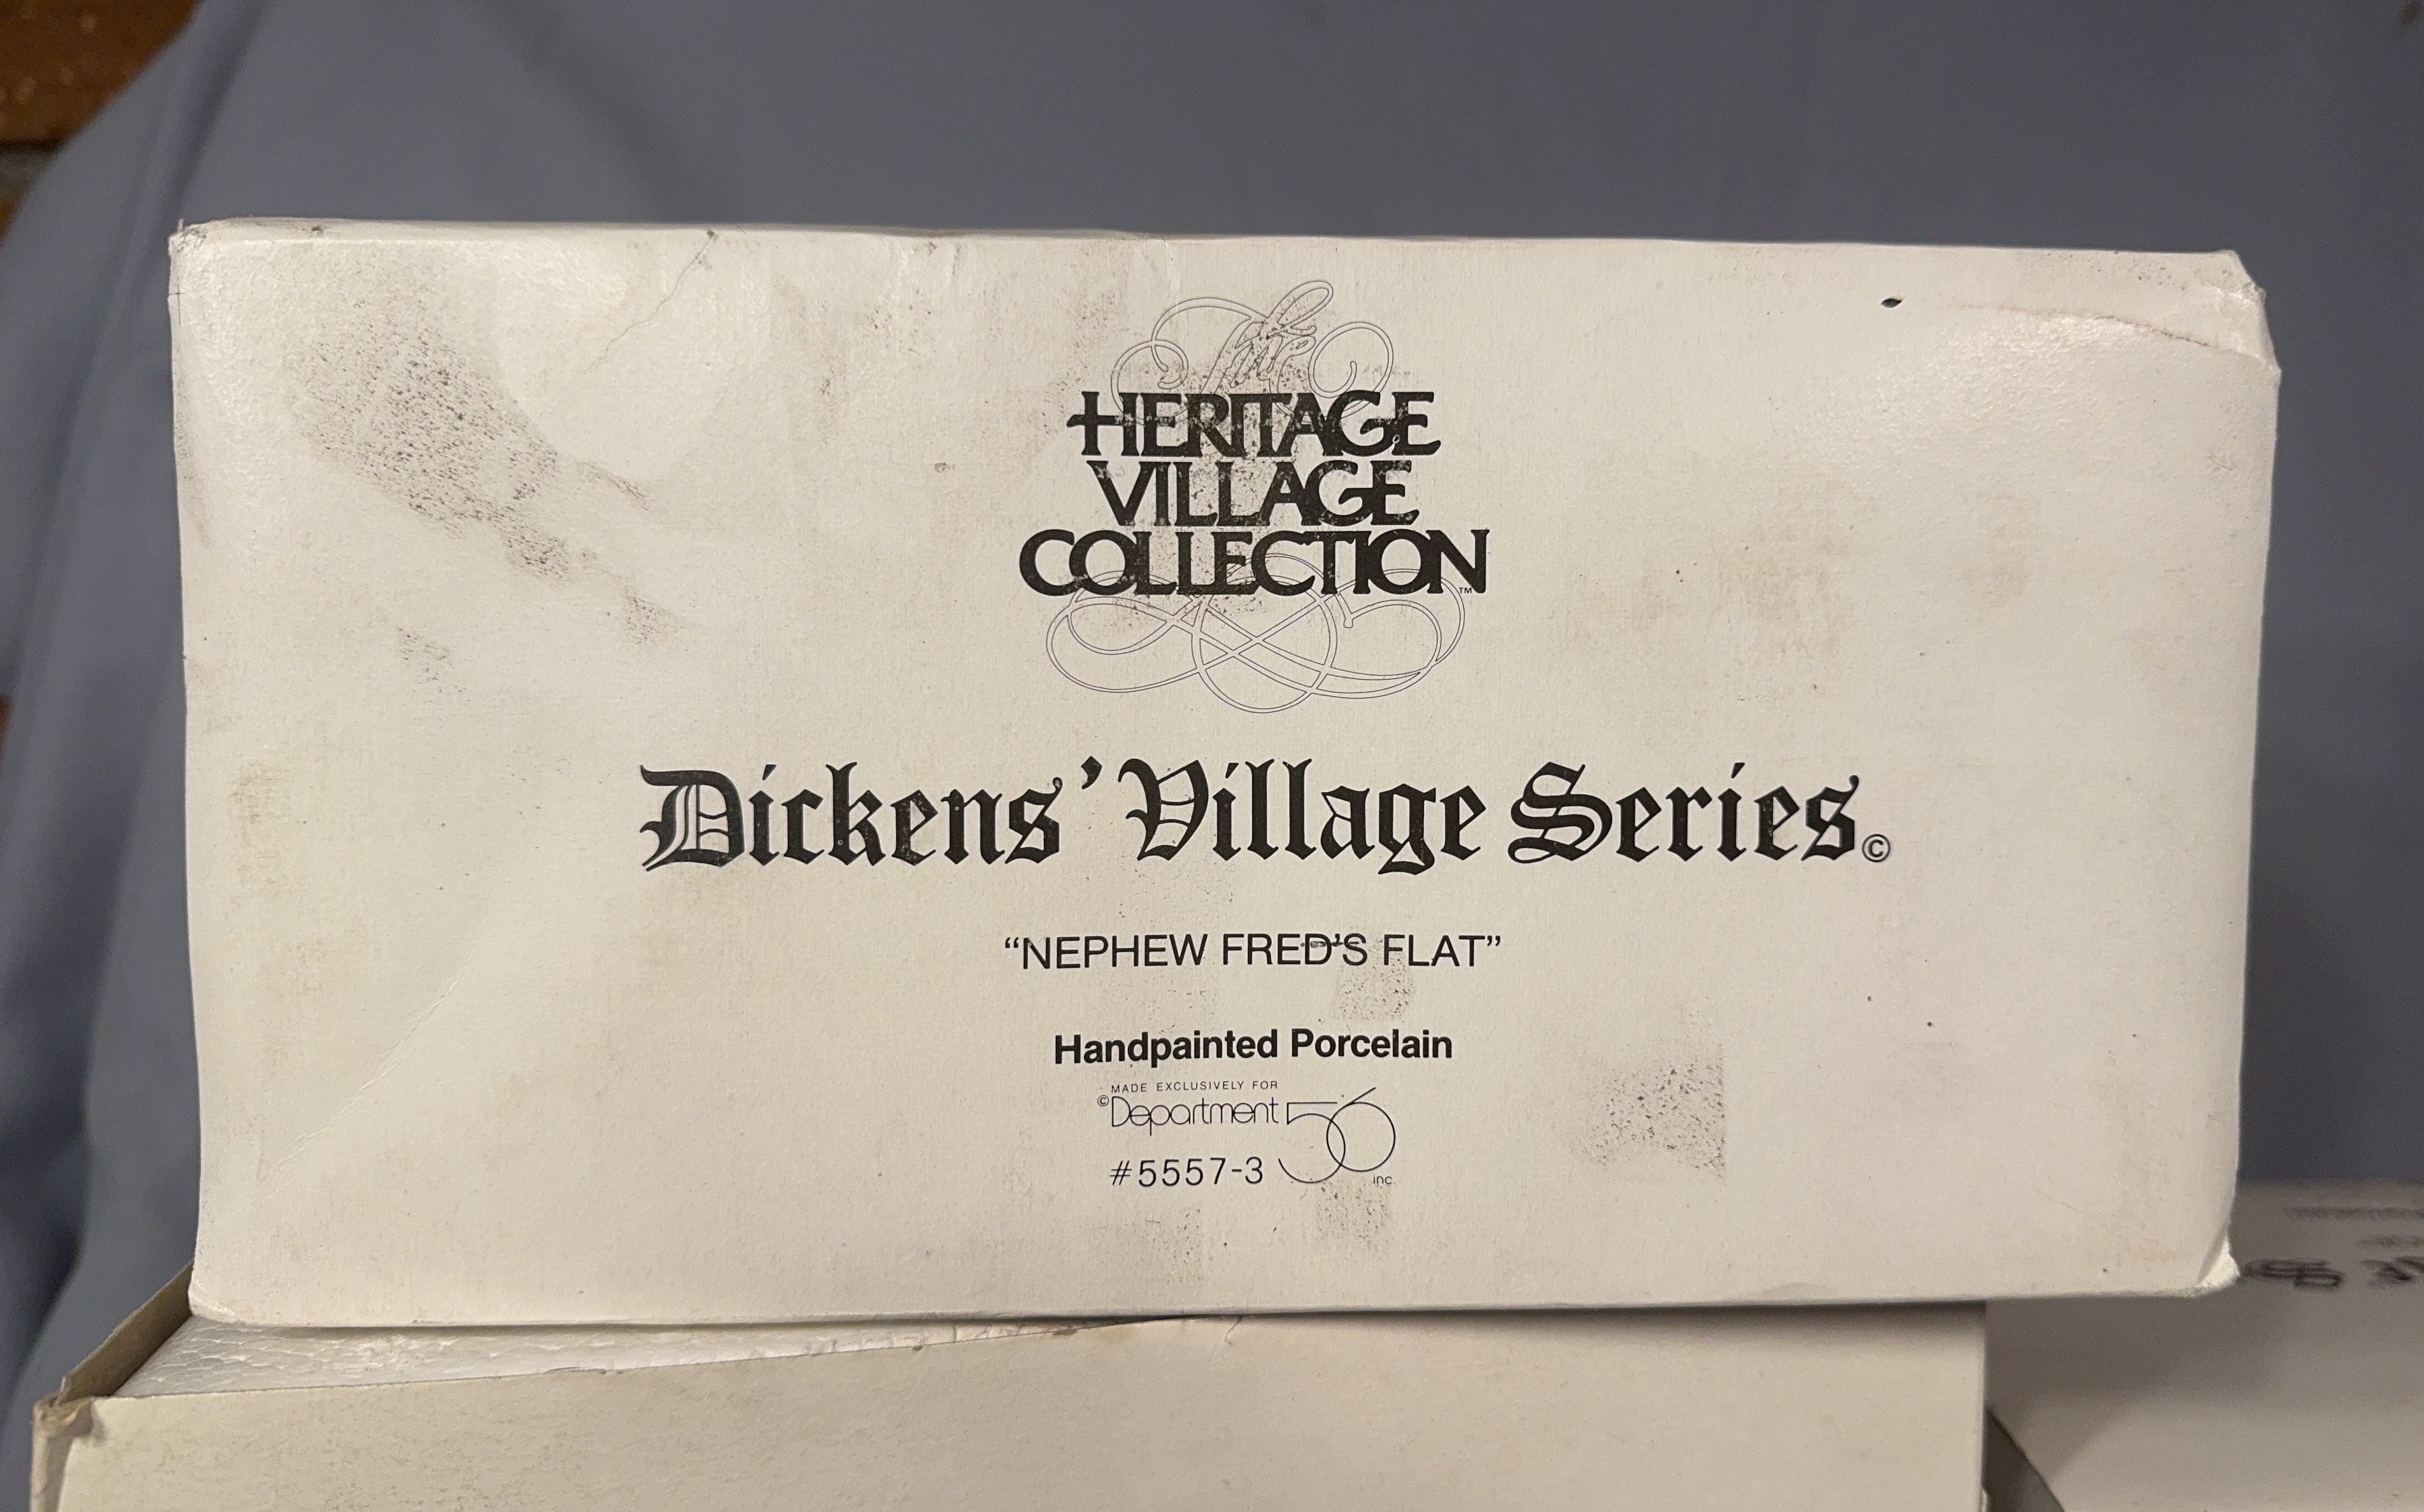 The
HERITAGE
VILLAGE
COLLECTION™
Dickens' Village Series©
“NEPHEW FRED'S FLAT”
Handpainted Porcelain
MADE EXCLUSIVELY FOR
©Department 56 inc.
#5557-3